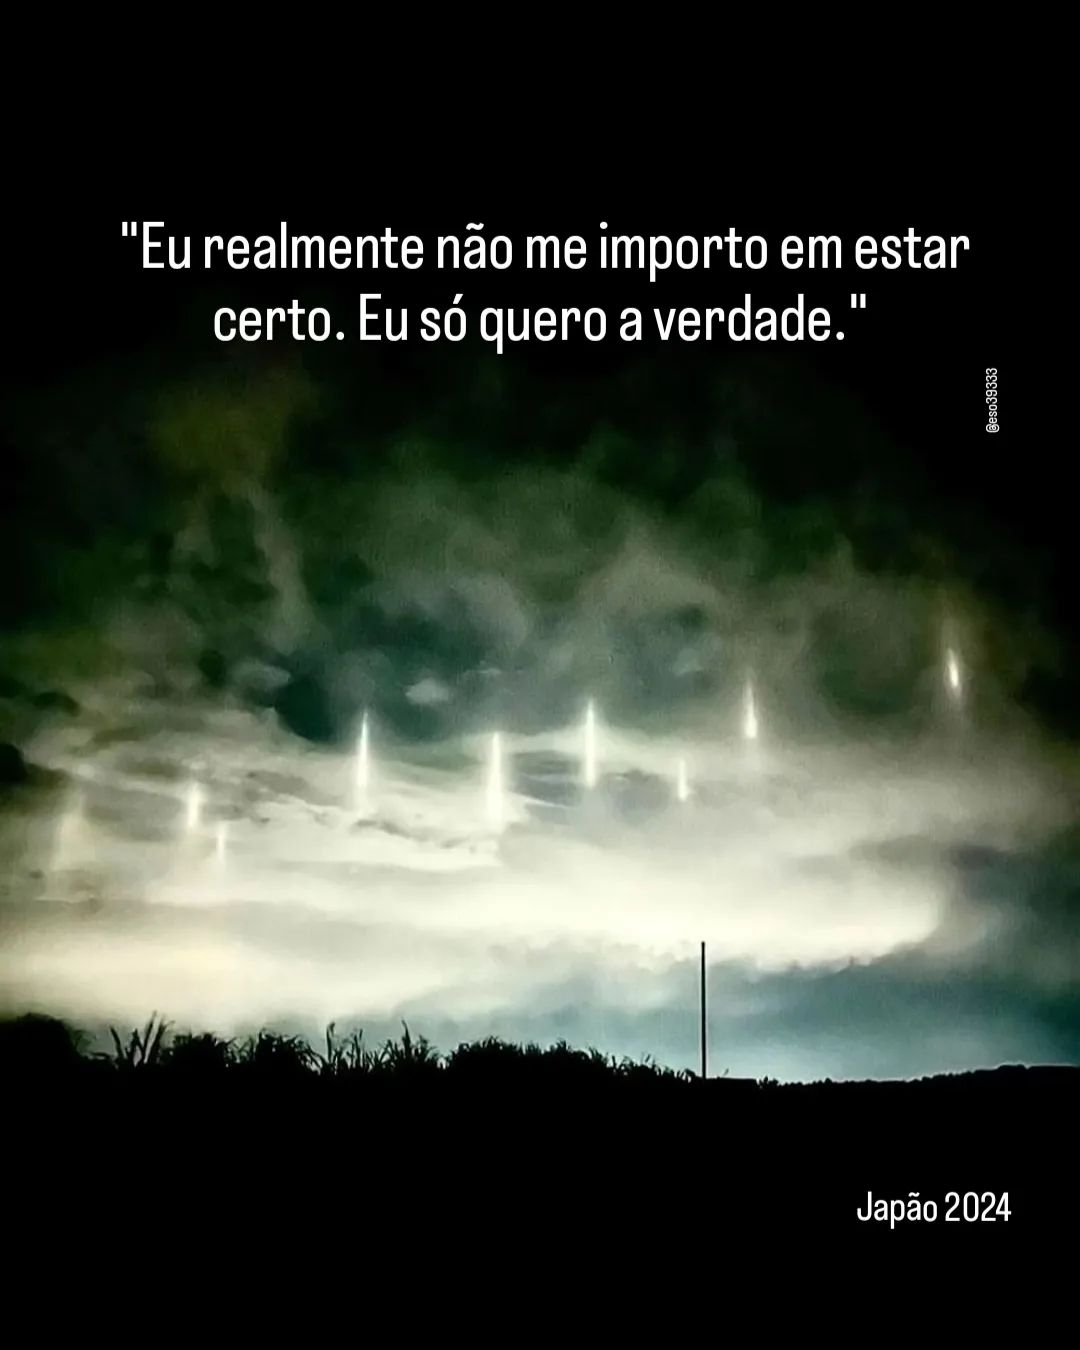 "Eu realmente não me importo em estar
certo. Eu só quero a verdade."
@eso39333
Japão 2024